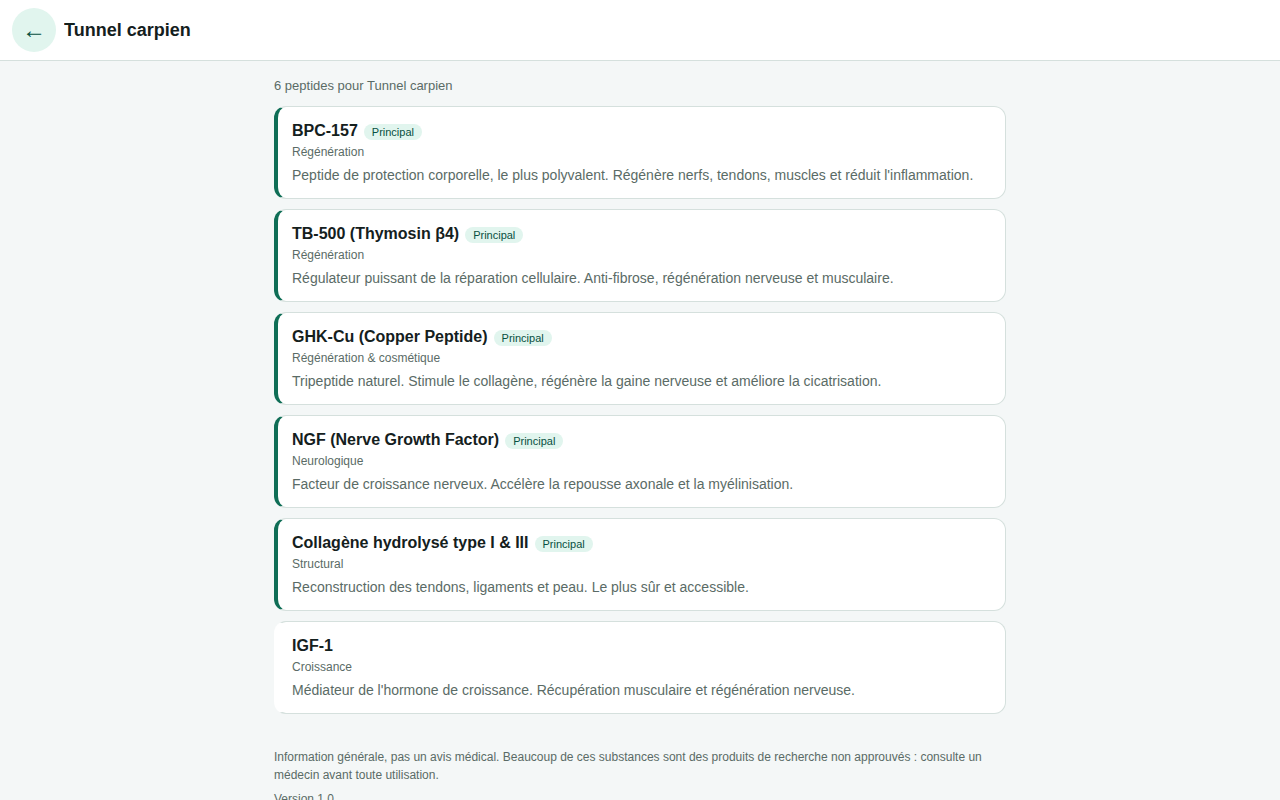 ← Tunnel carpien
6 peptides pour Tunnel carpien
BPC-157 Principal
Régénération
Peptide de protection corporelle, le plus polyvalent. Régénère nerfs, tendons, muscles et réduit l'inflammation.
TB-500 (Thymosin β4) Principal
Régénération
Régulateur puissant de la réparation cellulaire. Anti-fibrose, régénération nerveuse et musculaire.
GHK-Cu (Copper Peptide) Principal
Régénération & cosmétique
Tripeptide naturel. Stimule le collagène, régénère la gaine nerveuse et améliore la cicatrisation.
NGF (Nerve Growth Factor) Principal
Neurologique
Facteur de croissance nerveux. Accélère la repousse axonale et la myélinisation.
Collagène hydrolysé type I & III Principal
Structural
Reconstruction des tendons, ligaments et peau. Le plus sûr et accessible.
IGF-1
Croissance
Médiateur de l'hormone de croissance. Récupération musculaire et régénération nerveuse.
Information générale, pas un avis médical. Beaucoup de ces substances sont des produits de recherche non approuvés : consulte un
médecin avant toute utilisation.
Version 1.0